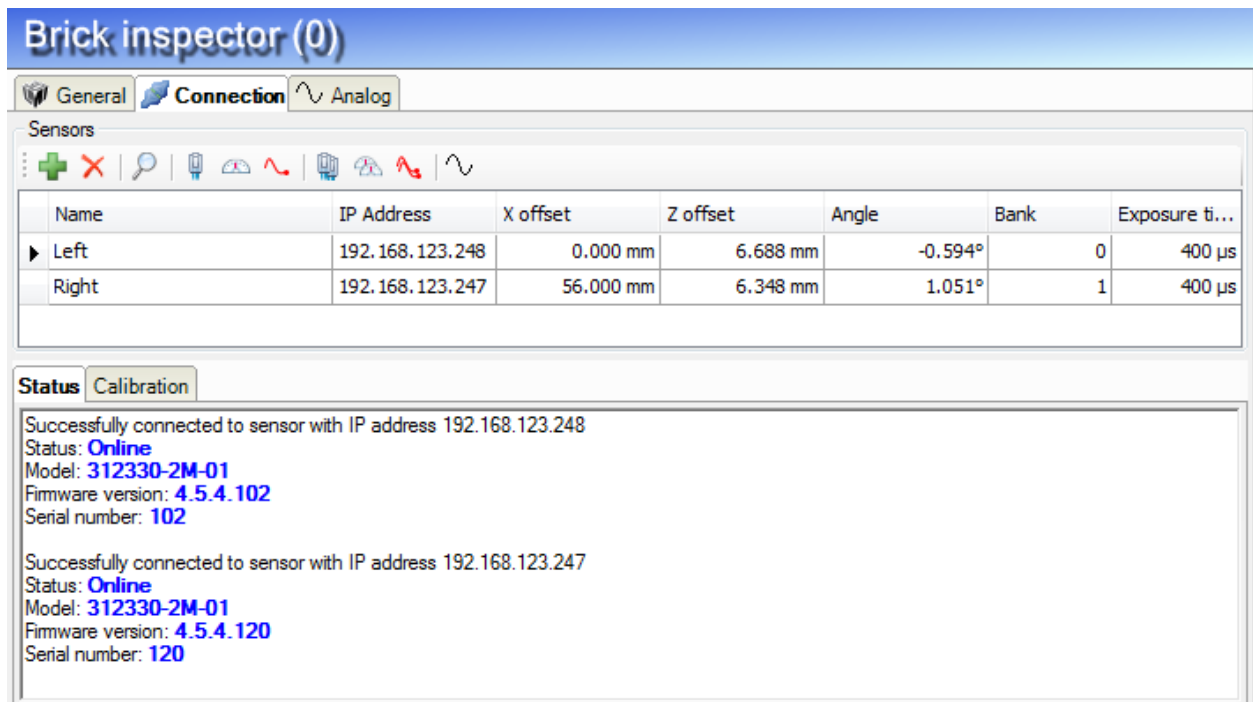 Brick inspector (0)
General Connection Analog
Sensors
Name IP Address X offset Z offset Angle Bank Exposure ti...
Left 192.168.123.248 0.000 mm 6.688 mm -0.594° 0 400 µs
Right 192.168.123.247 56.000 mm 6.348 mm 1.051° 1 400 µs
Status Calibration
Successfully connected to sensor with IP address 192.168.123.248
Status: Online
Model: 312330-2M-01
Firmware version: 4.5.4.102
Serial number: 102
Successfully connected to sensor with IP address 192.168.123.247
Status: Online
Model: 312330-2M-01
Firmware version: 4.5.4.120
Serial number: 120